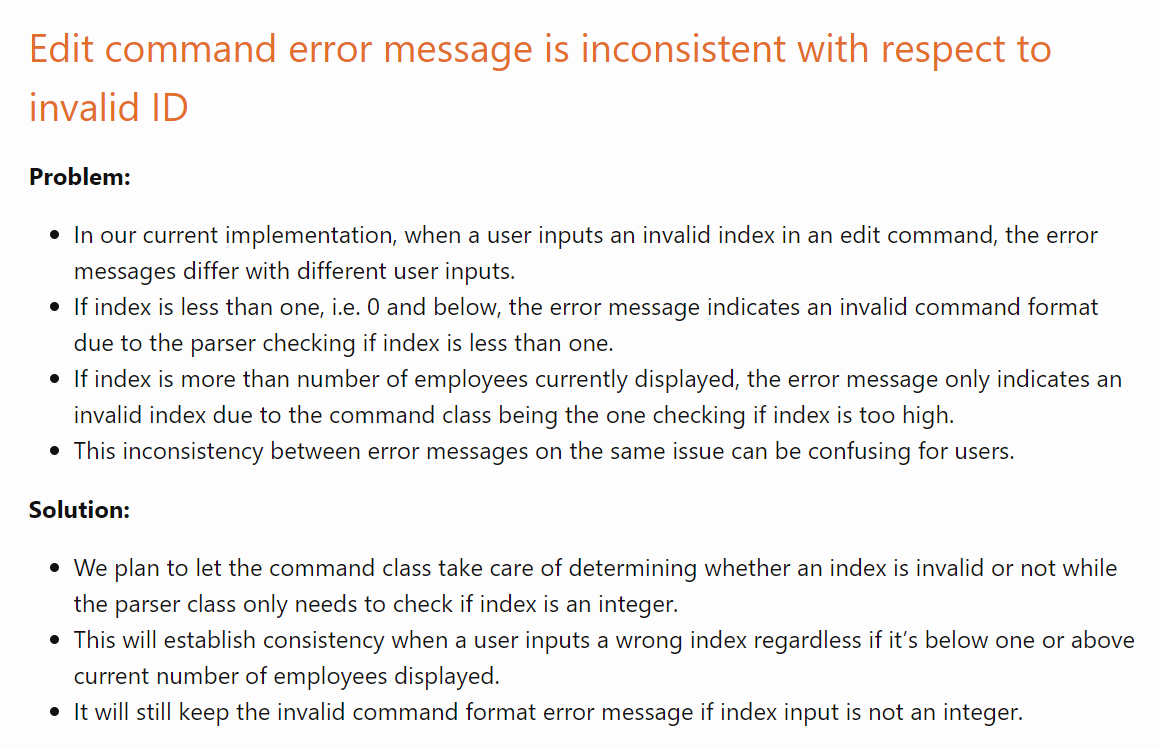 Edit command error message is inconsistent with respect to
invalid ID
Problem:
• In our current implementation, when a user inputs an invalid index in an edit command, the error
messages differ with different user inputs.
• If index is less than one, i.e. 0 and below, the error message indicates an invalid command format
due to the parser checking if index is less than one.
• If index is more than number of employees currently displayed, the error message only indicates an
invalid index due to the command class being the one checking if index is too high.
• This inconsistency between error messages on the same issue can be confusing for users.
Solution:
• We plan to let the command class take care of determining whether an index is invalid or not while
the parser class only needs to check if index is an integer.
• This will establish consistency when a user inputs a wrong index regardless if it’s below one or above
current number of employees displayed.
• It will still keep the invalid command format error message if index input is not an integer.